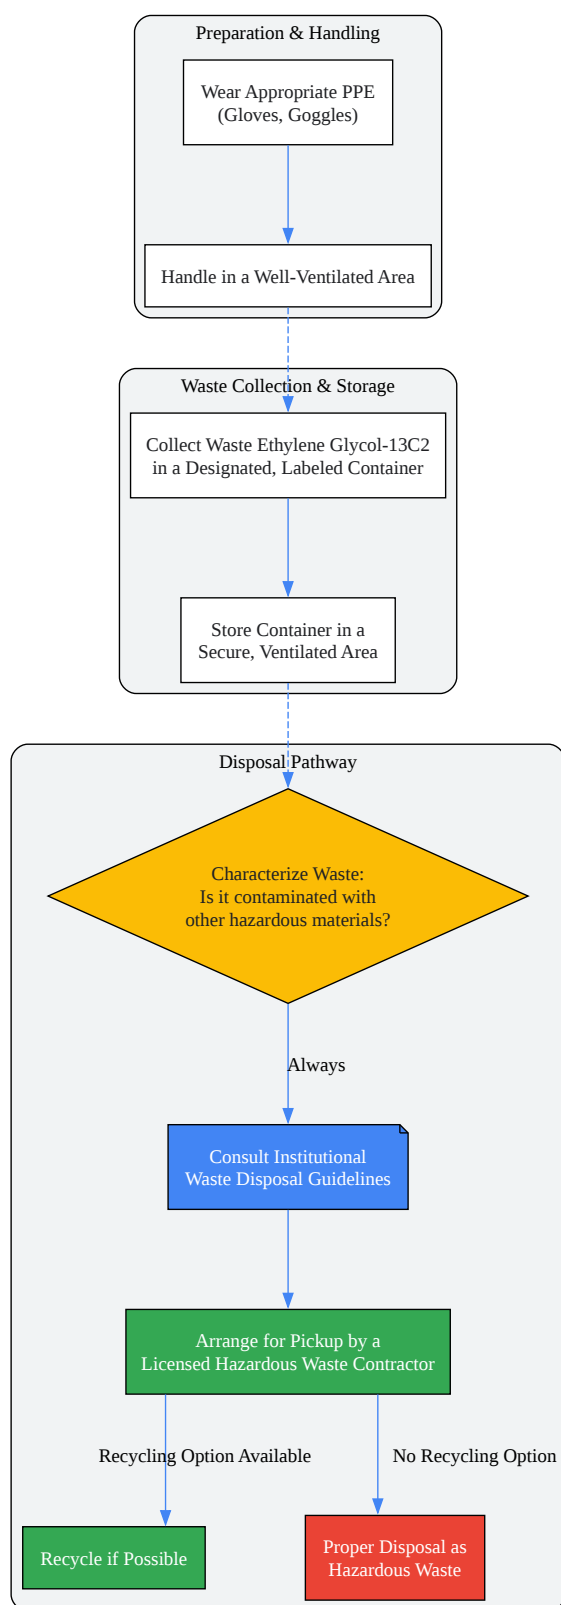 Preparation & Handling
Wear Appropriate PPE
(Gloves, Goggles)
Handle in a Well-Ventilated Area
Waste Collection & Storage
Collect Waste Ethylene Glycol-13C2
in a Designated, Labeled Container
Store Container in a
Secure, Ventilated Area
Disposal Pathway
Characterize Waste:
Is it contaminated with
other hazardous materials?
Always
Consult Institutional
Waste Disposal Guidelines
Arrange for Pickup by a
Licensed Hazardous Waste Contractor
Recycling Option Available
No Recycling Option
Recycle if Possible
Proper Disposal as
Hazardous Waste